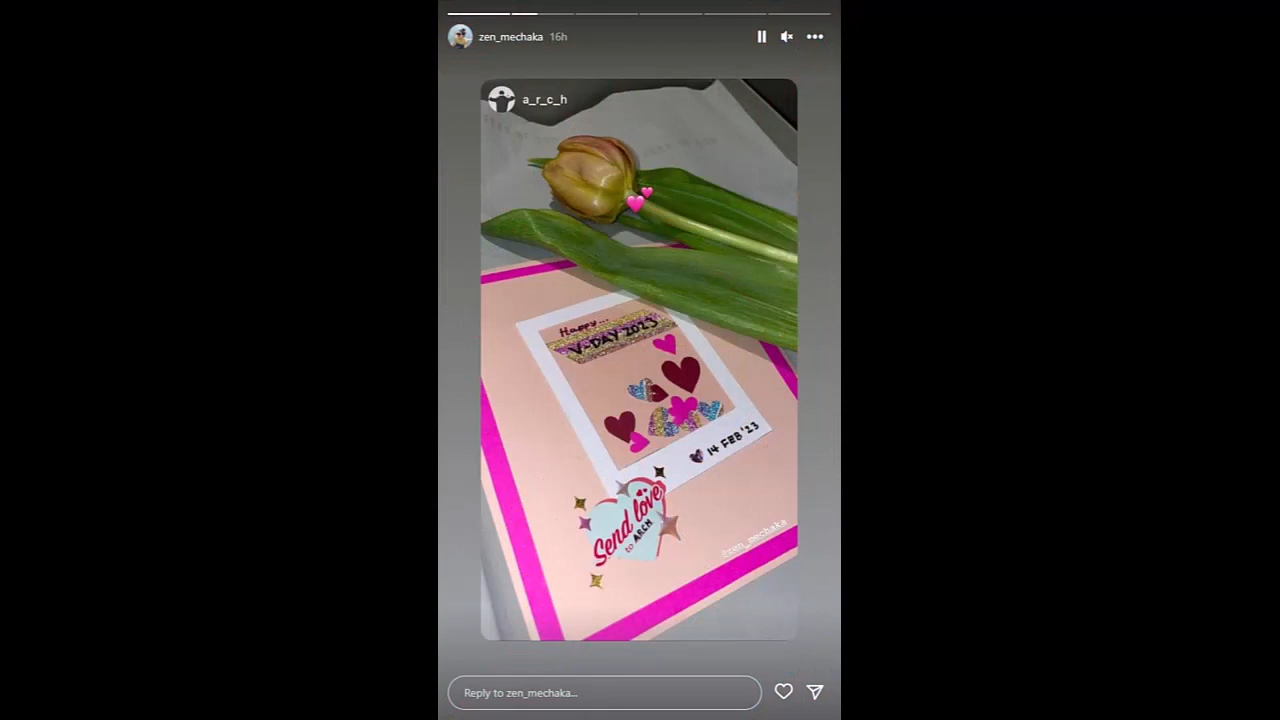 zen_mechaka 16h
a_r_c_h
Happy...
V-DAY 2023
14 FEB '23
Send love
to ARCH
@zen_mechaka
Reply to zen_mechaka...